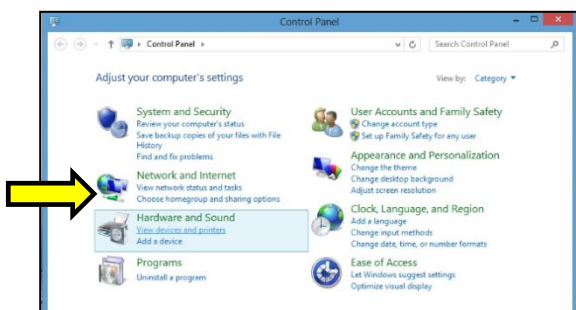 Control Panel
Control Panel
Search Control Panel
Adjust your computer's settings
View by: Category
System and Security
Review your computer's status
Save backup copies of your files with File
History
Find and fix problems
Network and Internet
View network status and tasks
Choose homegroup and sharing options
Hardware and Sound
View devices and printers
Add a device
Programs
Uninstall a program
User Accounts and Family Safety
Change account type
Set up Family Safety for any user
Appearance and Personalization
Change the theme
Change desktop background
Adjust screen resolution
Clock, Language, and Region
Add a language
Change input methods
Change date, time, or number formats
Ease of Access
Let Windows suggest settings
Optimize visual display